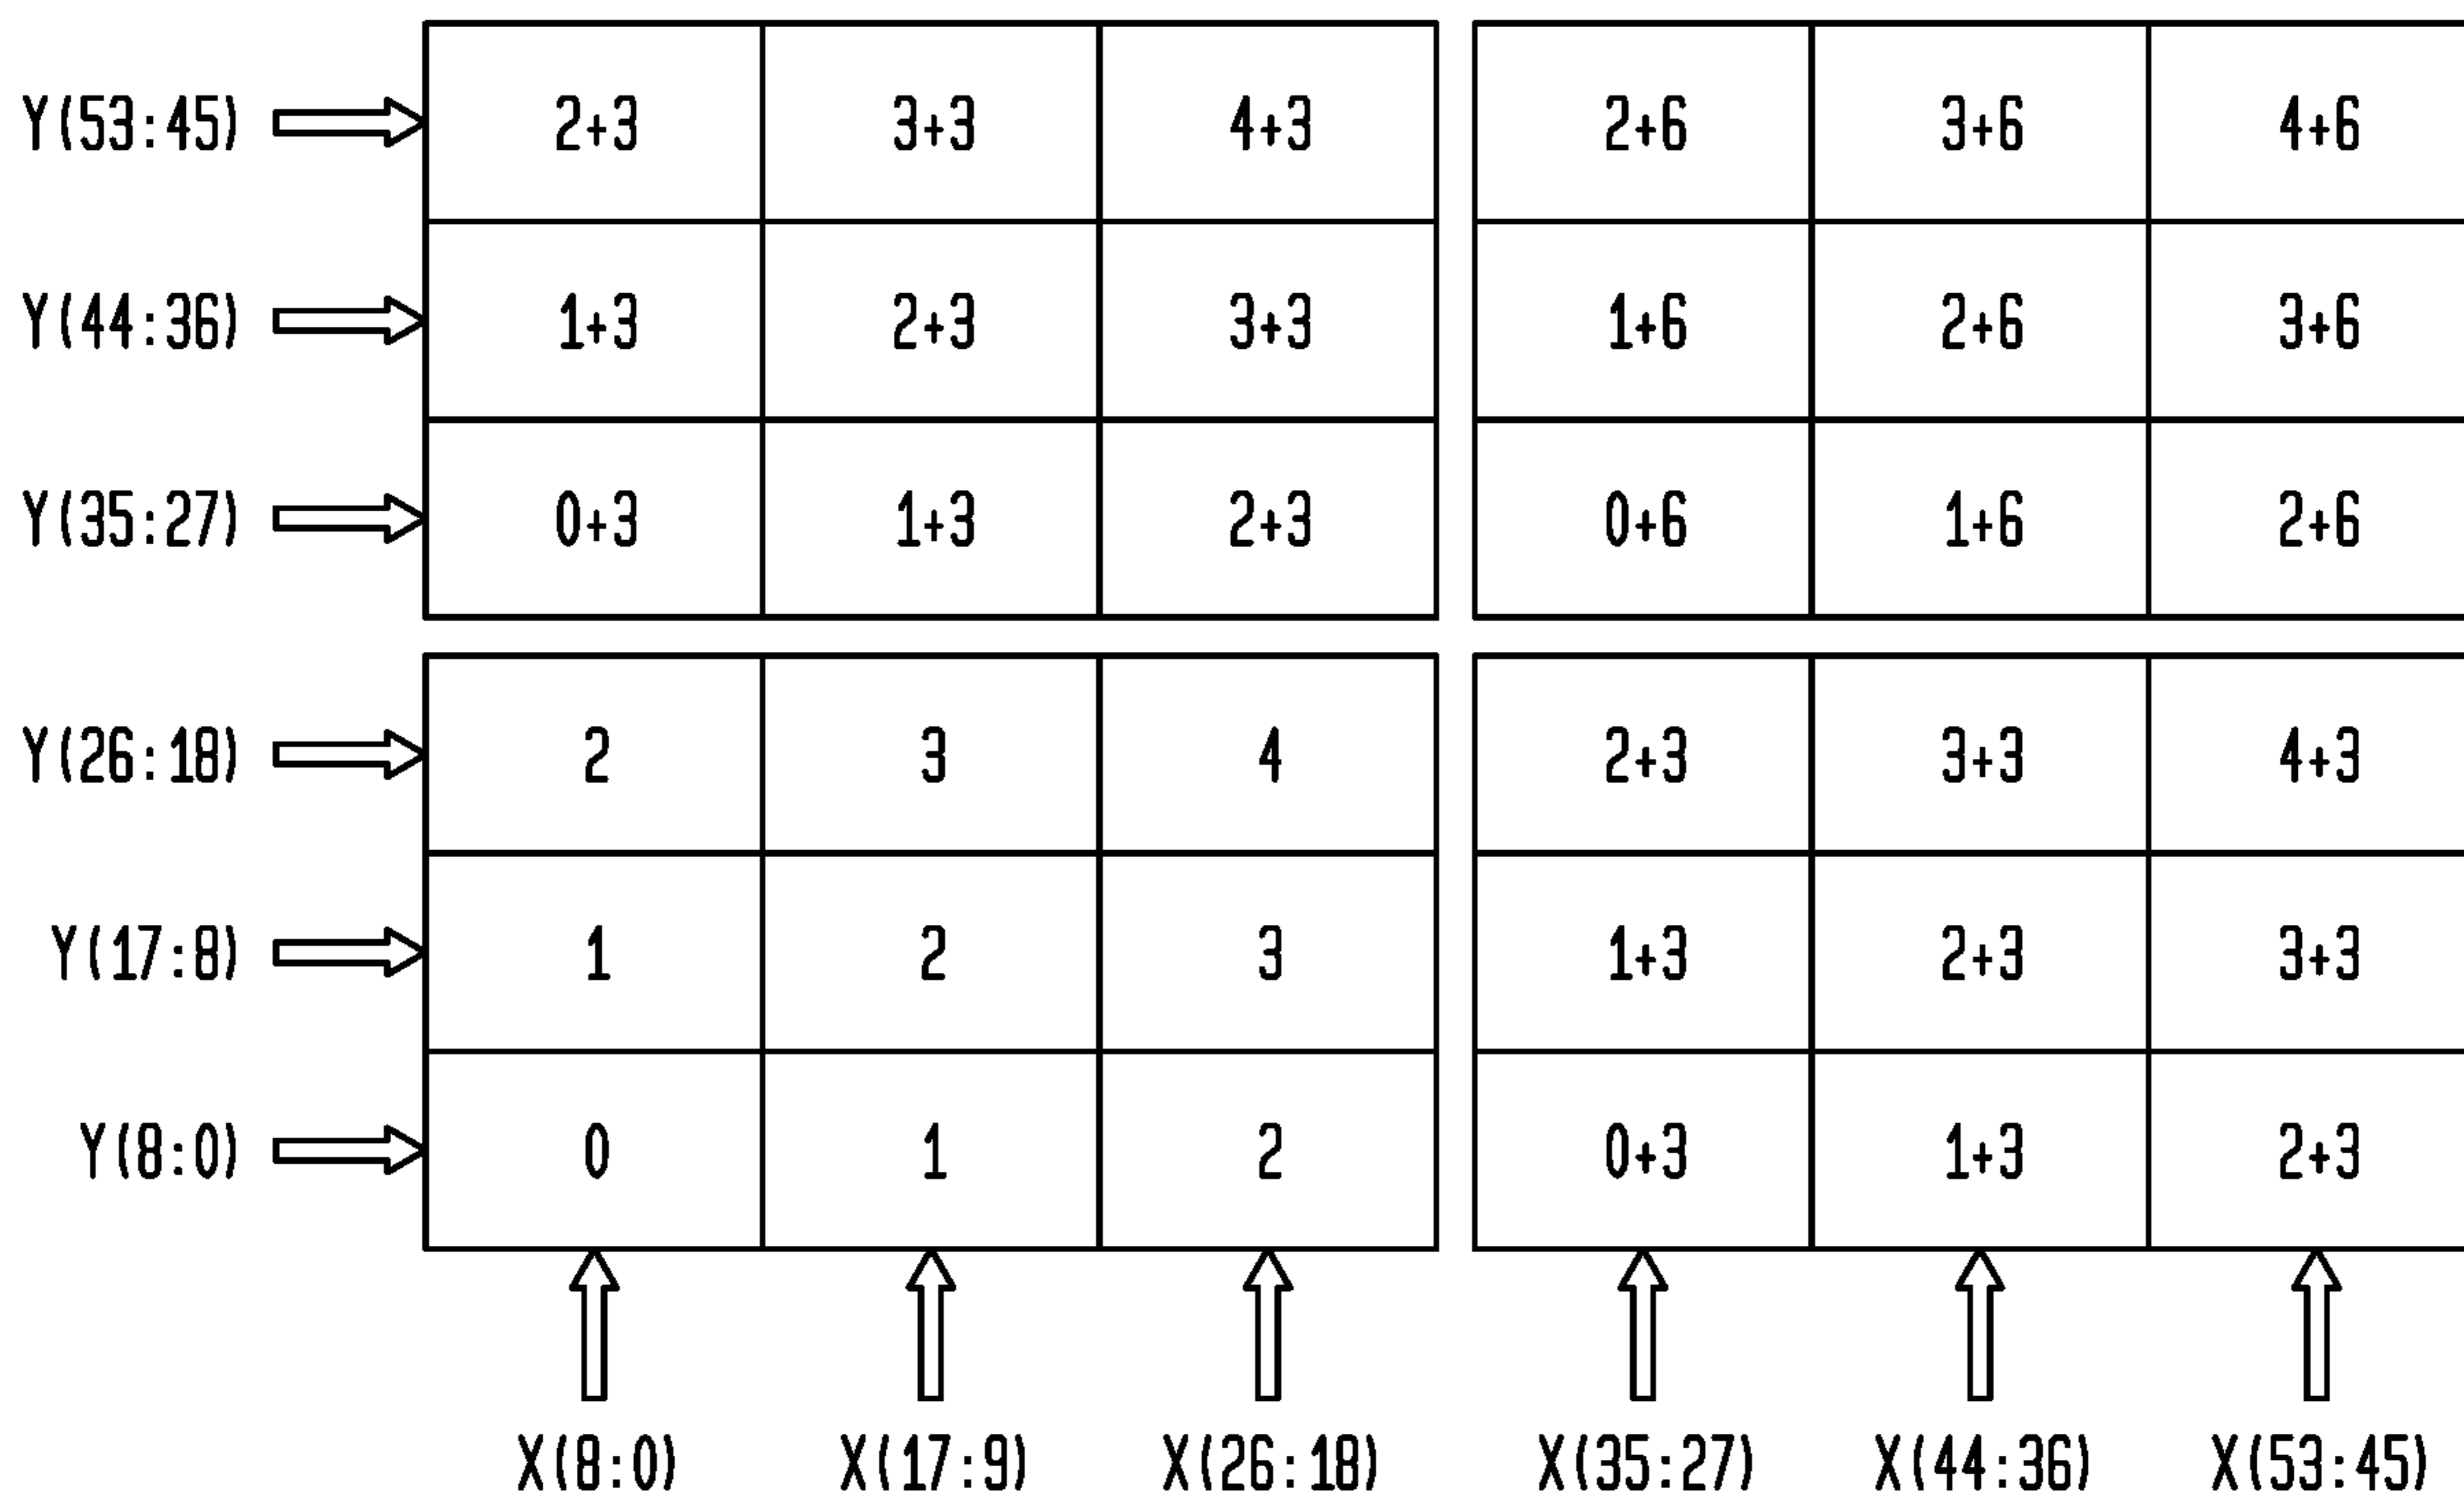 Y(53:45) 2+3 3+3 4+3 2+6 3+6 4+6
Y(44:36) 1+3 2+3 3+3 1+6 2+6 3+6
Y(35:27) 0+3 1+3 2+3 0+6 1+6 2+6
Y(26:18) 2 3 4 2+3 3+3 4+3
Y(17:8) 1 2 3 1+3 2+3 3+3
Y(8:0) 0 1 2 0+3 1+3 2+3
X(8:0) X(17:9) X(26:18) X(35:27) X(44:36) X(53:45)